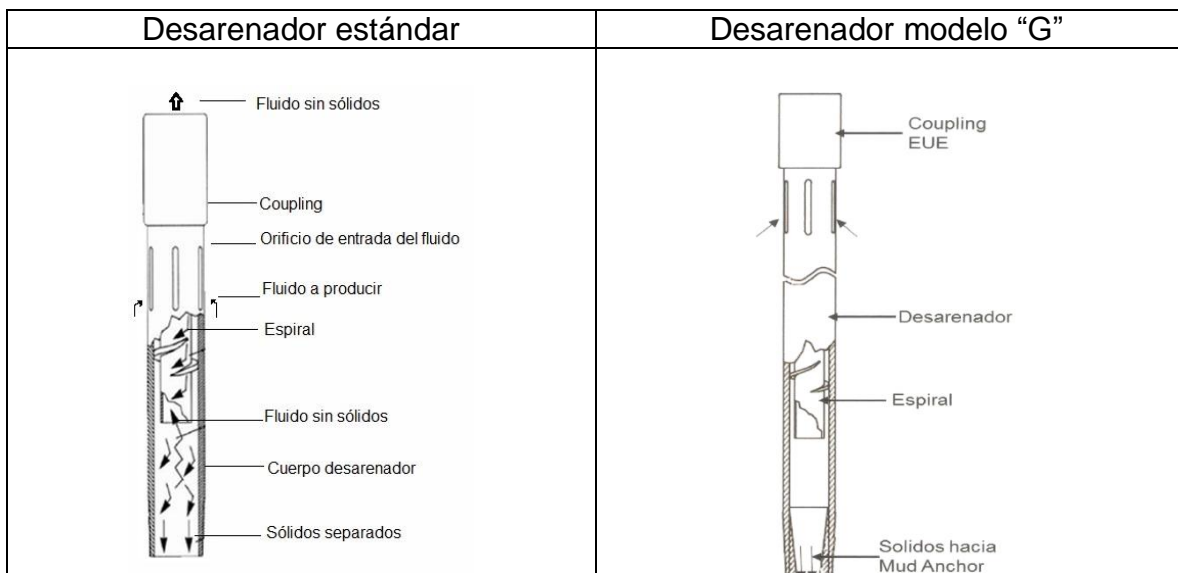 Desarenador estándar
Desarenador modelo “G”
Fluido sin sólidos
Coupling
Orificio de entrada del fluido
Fluido a producir
Espiral
Fluido sin sólidos
Cuerpo desarenador
Sólidos separados
Coupling
EUE
Desarenador
Espiral
Solidos hacia
Mud Anchor